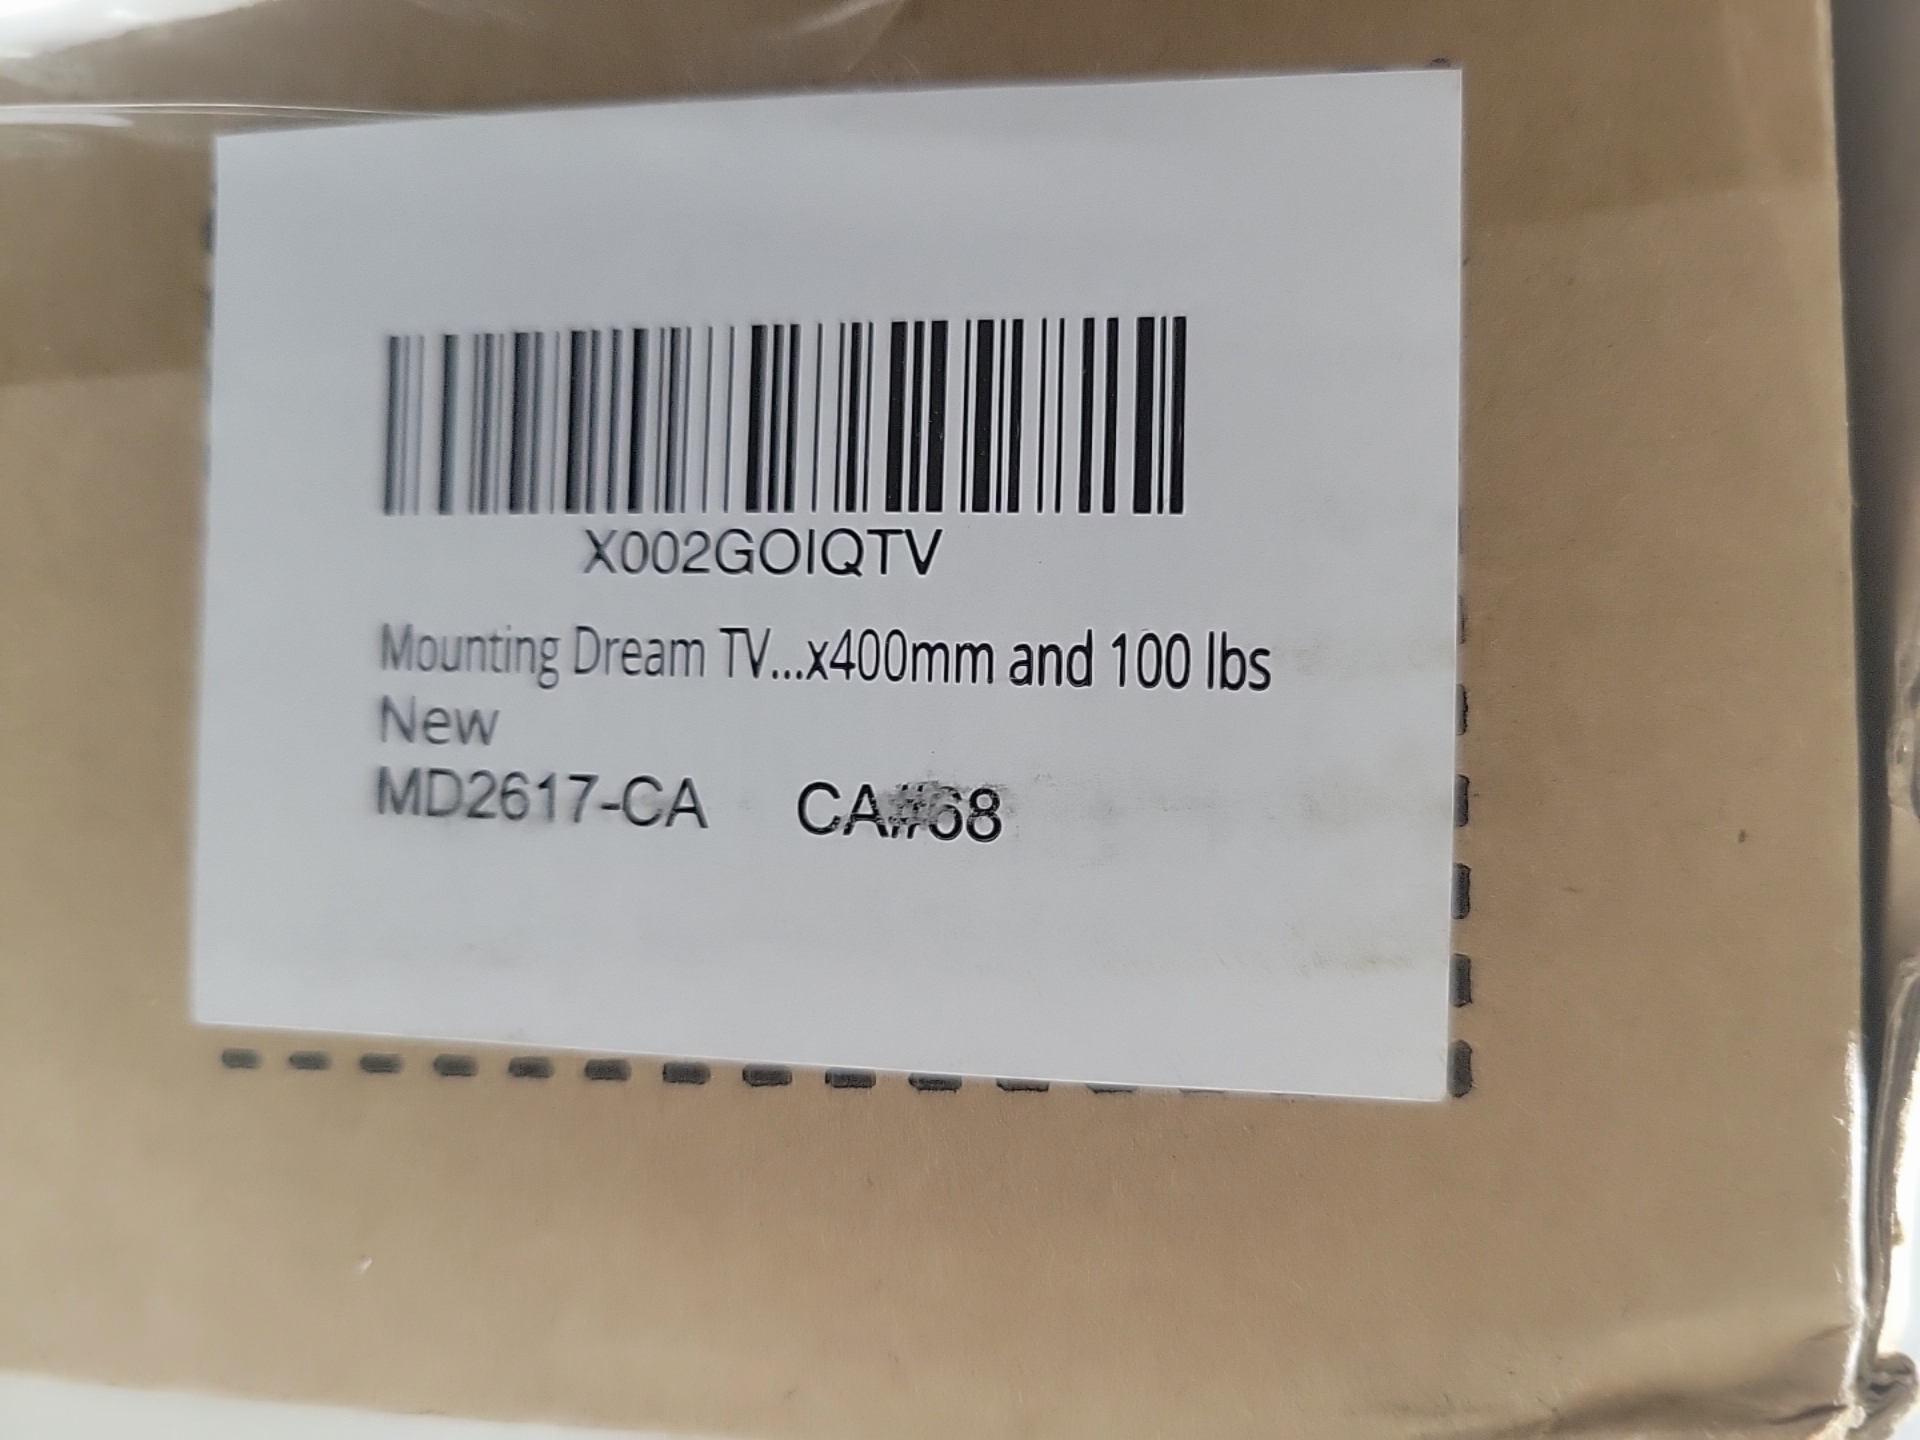 X002GOIQTV
Mounting Dream TV...x400mm and 100 lbs
New
MD2617-CA CA#68